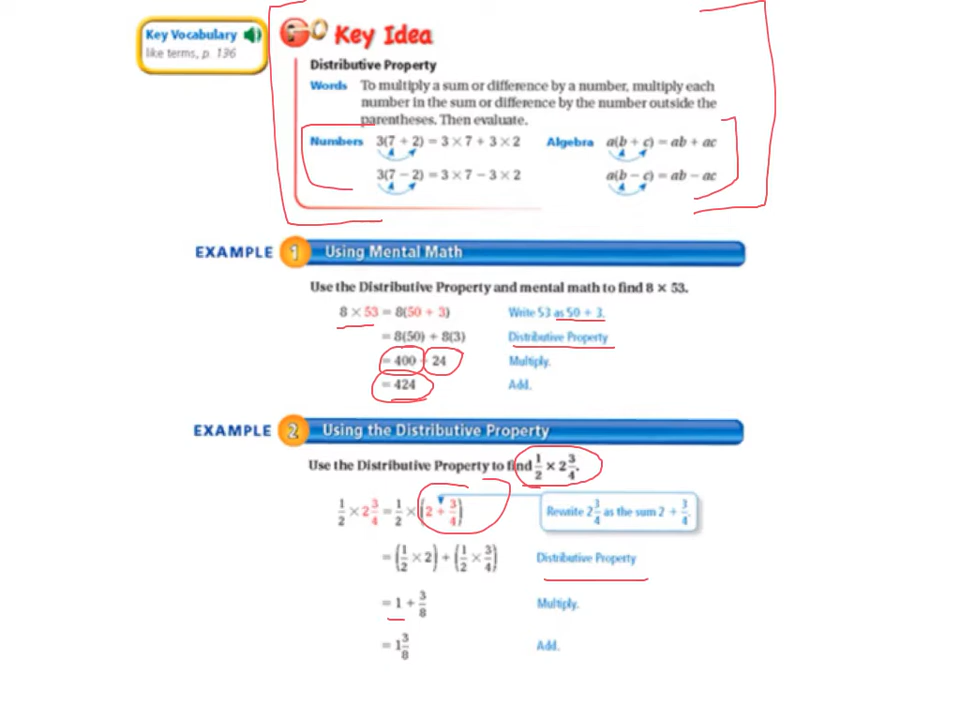 Key Vocabulary
like terms, p. 136
Key Idea
Distributive Property
Words To multiply a sum or difference by a number, multiply each
number in the sum or difference by the number outside the
parentheses. Then evaluate.
Numbers 3(7 + 2) = 3 × 7 + 3 × 2 Algebra a(b + c) = ab + ac
3(7 − 2) = 3 × 7 − 3 × 2 a(b − c) = ab − ac
EXAMPLE 1 Using Mental Math
Use the Distributive Property and mental math to find 8 × 53.
8 × 53 = 8(50 + 3) Write 53 as 50 + 3.
= 8(50) + 8(3) Distributive Property
= 400 + 24 Multiply.
= 424 Add.
EXAMPLE 2 Using the Distributive Property
Use the Distributive Property to find 1/2 × 2 3/4.
1/2 × 2 3/4 = 1/2 × (2 + 3/4) Rewrite 2 3/4 as the sum 2 + 3/4.
= (1/2 × 2) + (1/2 × 3/4) Distributive Property
= 1 + 3/8 Multiply.
= 1 3/8 Add.